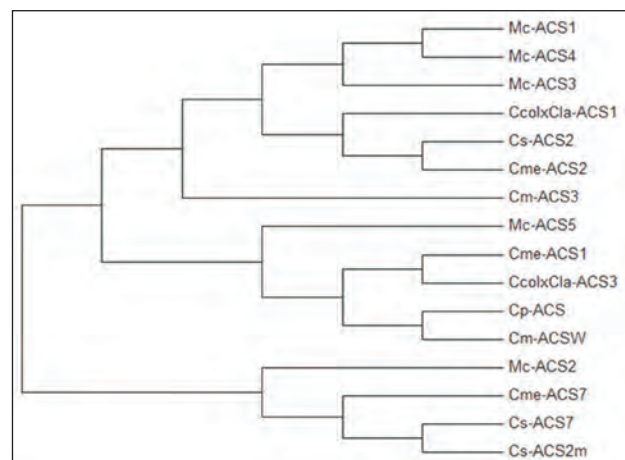 Mc-ACS1
Mc-ACS4
Mc-ACS3
CcolxCla-ACS1
Cs-ACS2
Cme-ACS2
Cm-ACS3
Mc-ACS5
Cme-ACS1
CcolxCla-ACS3
Cp-ACS
Cm-ACSW
Mc-ACS2
Cme-ACS7
Cs-ACS7
Cs-ACS2m